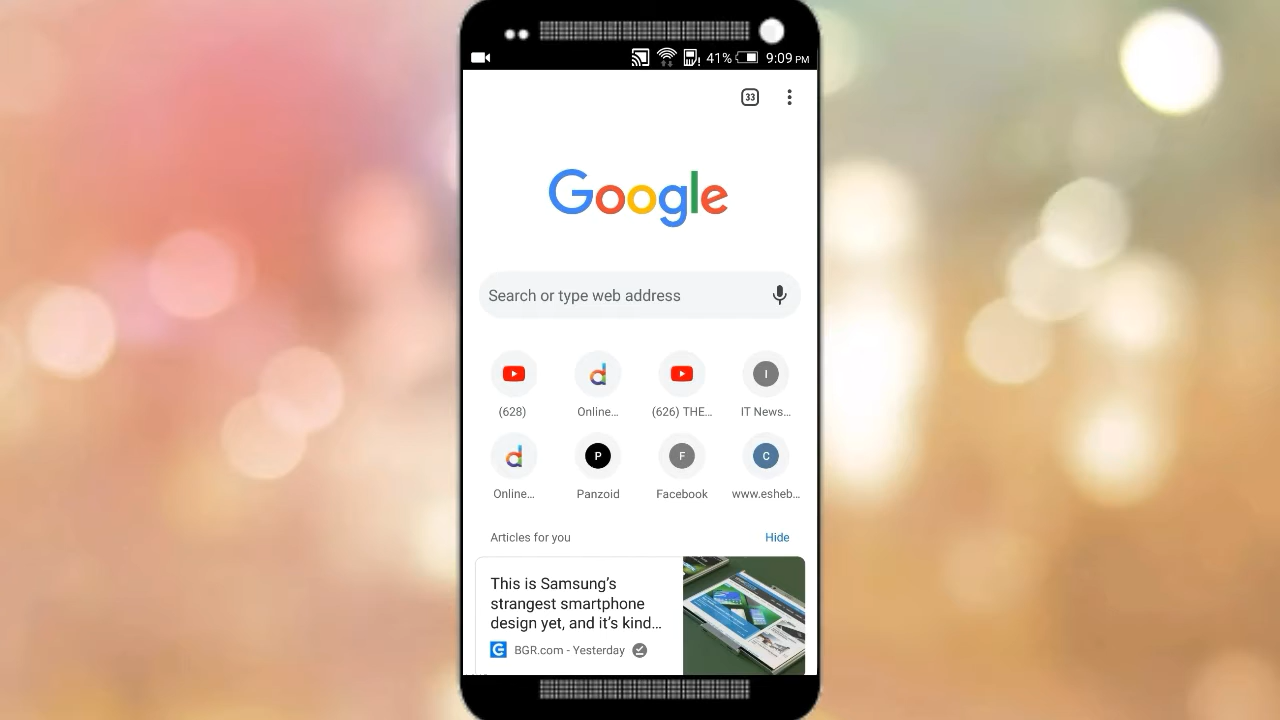 41% 9:09 PM
33
Google
Search or type web address
(628) Online... (626) THE... IT News...
Online... Panzoid Facebook www.esheb...
Articles for you Hide
This is Samsung's
strangest smartphone
design yet, and it's kind...
BGR.com - Yesterday